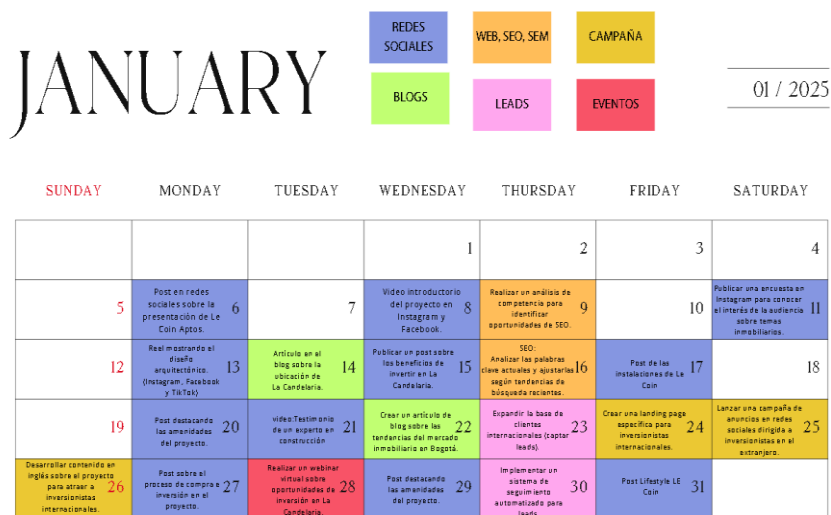 JANUARY
REDES
SOCIALES
WEB, SEO, SEM
CAMPAÑA
BLOGS
LEADS
EVENTOS
01 / 2025
SUNDAY MONDAY TUESDAY WEDNESDAY THURSDAY FRIDAY SATURDAY
1
2
3
4
5
Post en redes
sociales sobre la
presentación de Le
Coin Aptos.
6
7
Video introductorio
del proyecto en
Instagram y
Facebook.
8
Realizar un análisis de
competencia para
identificar
oportunidades de SEO.
9
10
Publicar una encuesta en
Instagram para conocer
el interés de la audiencia
sobre temas
inmobiliarios.
11
12
Reel mostrando el
diseño
arquitectónico.
(Instagram, Facebook
y TikTok)
13
Artículo en el
blog sobre la
ubicación de
La Candelaria.
14
Publicar un post sobre
los beneficios de
invertir en La
Candelaria.
15
SEO:
Analizar las palabras
clave actuales y ajustarlas
según tendencias de
búsqueda recientes.
16
Post de las
instalaciones de Le
Coin
17
18
19
Post destacando
las amenidades
del proyecto.
20
video:Testimonio
de un experto en
construcción
21
Crear un artículo de
blog sobre las
tendencias del mercado
inmobiliario en Bogotá.
22
Expandir la base de
clientes
internacionales (captar
leads).
23
Crear una landing page
específica para
inversionistas
internacionales.
24
Lanzar una campaña de
anuncios en redes
sociales dirigida a
inversionistas en el
extranjero.
25
Desarrollar contenido en
inglés sobre el proyecto
para atraer a
inversionistas
internacionales.
26
Post sobre el
proceso de compra e
inversión en el
proyecto.
27
Realizar un webinar
virtual sobre
oportunidades de
inversión en La
Candelaria.
28
Post destacando
las amenidades
del proyecto.
29
Implementar un
sistema de
seguimiento
automatizado para
leads
30
Post Lifestyle LE
Coin
31